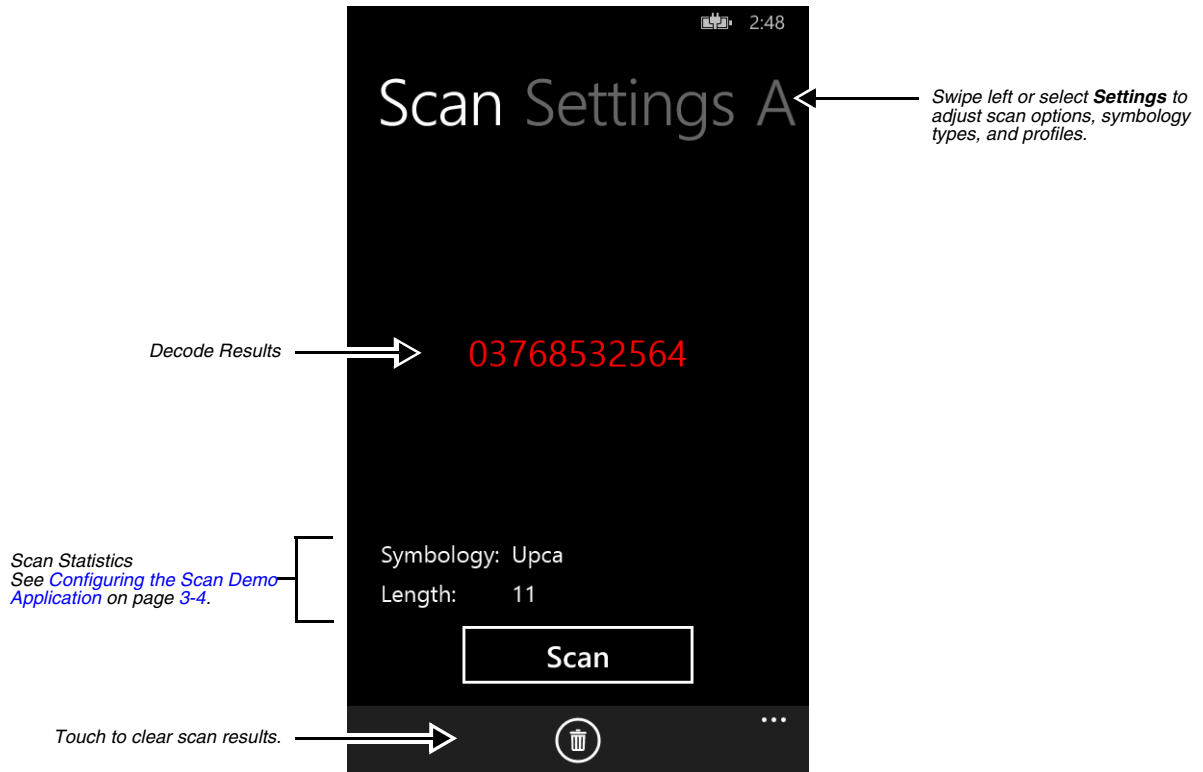 2:48
Scan Settings A
Swipe left or select Settings to
adjust scan options, symbology
types, and profiles.
Decode Results
03768532564
Scan Statistics
See Configuring the Scan Demo
Application on page 3-4.
Symbology: Upca
Length: 11
Scan
Touch to clear scan results.